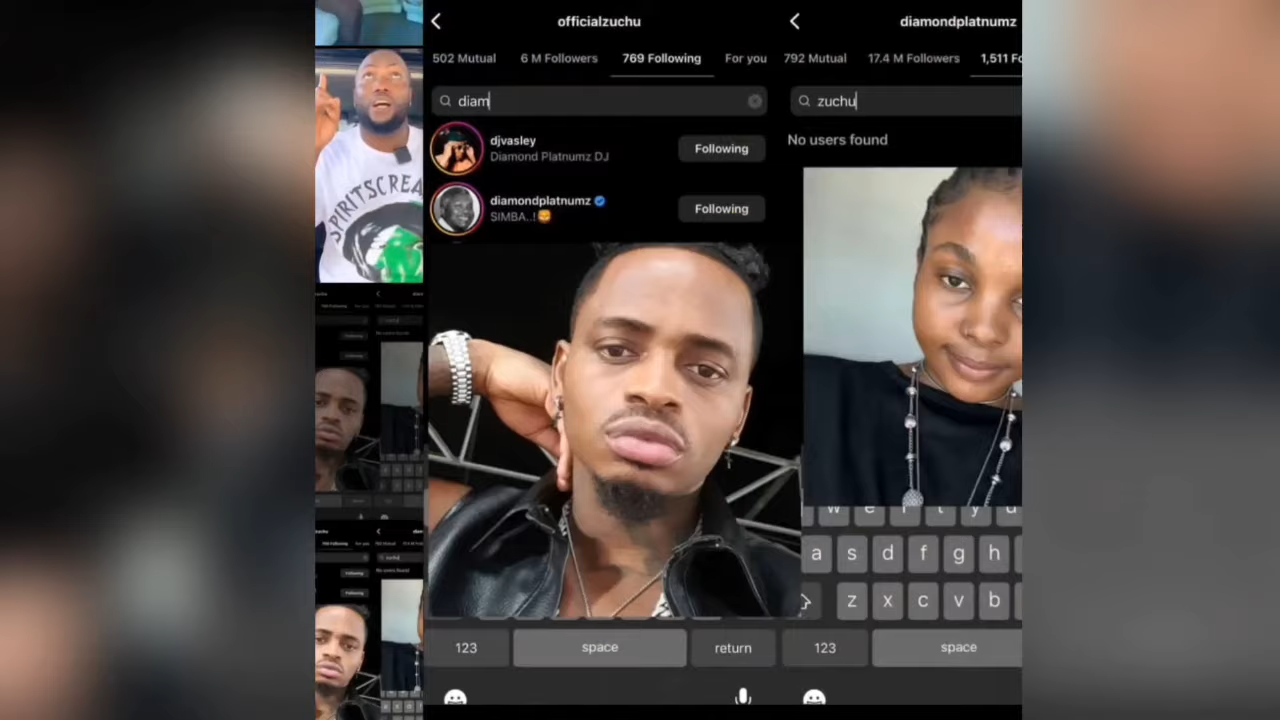 SPIRITSCREA
officialzuchu
502 Mutual 6 M Followers 769 Following For you
diam
djvasley
Diamond Platnumz DJ
Following
diamondplatnumz
SIMBA..!
Following
123 space return
diamondplatnumz
792 Mutual 17.4 M Followers 1,511 Fo
zuchu
No users found
w e r t y u
a s d f g h
z x c v b
123 space